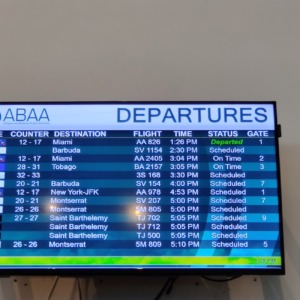 ABAA DEPARTURES
COUNTER DESTINATION FLIGHT TIME STATUS GATE
12 - 17 Miami AA 826 1:26 PM Departed 1
Barbuda SV 1154 2:30 PM Scheduled
12 - 17 Miami AA 2405 3:04 PM On Time 2
28 - 31 Tobago BA 2157 3:05 PM On Time 3
32 - 33 3S 168 3:30 PM Scheduled
20 - 21 Barbuda SV 154 4:00 PM Scheduled 7
12 - 17 New York-JFK AA 978 4:53 PM Scheduled 1
20 - 21 Montserrat SV 207 5:00 PM Scheduled 7
26 - 26 Montserrat 5M 805 5:00 PM Scheduled
27 - 27 Saint Barthelemy TJ 702 5:05 PM Scheduled 9
Saint Barthelemy TJ 712 5:05 PM Scheduled
Saint Barthelemy TJ 500 5:05 PM Scheduled
26 - 26 Montserrat 5M 809 5:10 PM Scheduled 5